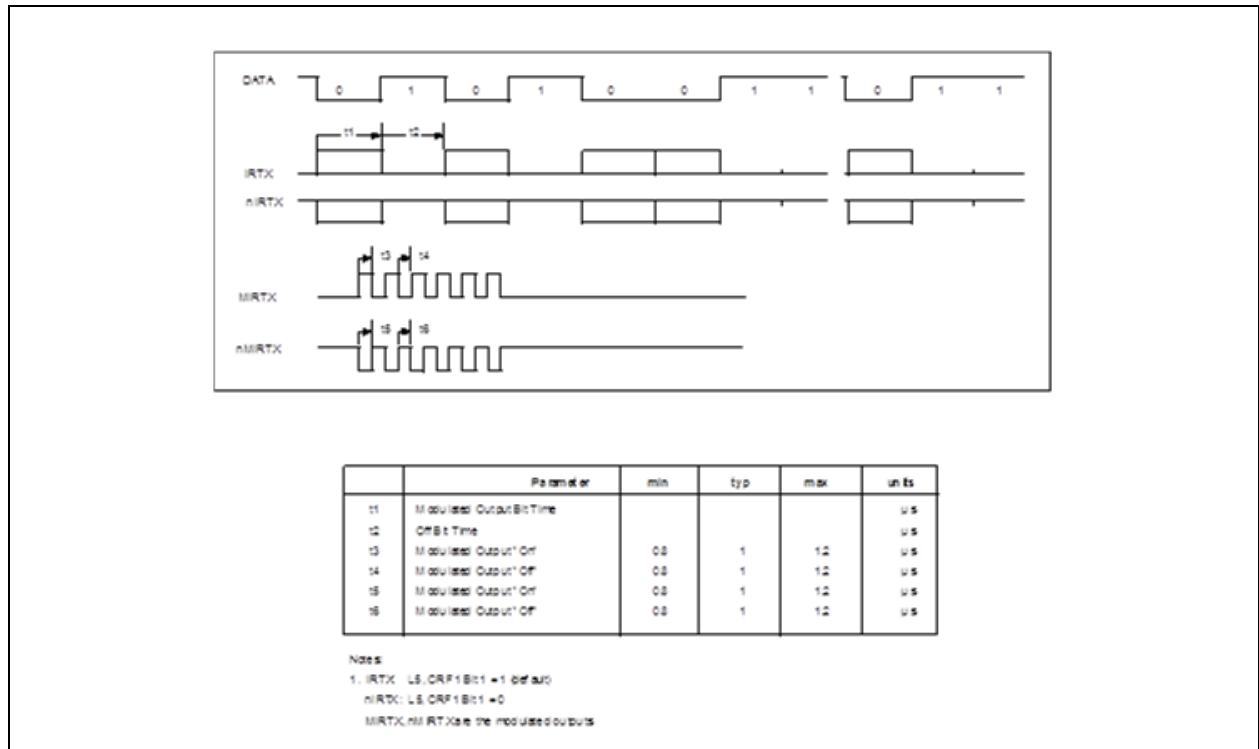 DATA 0 1 0 1 0 0 1 1 0 1 1
t1 t2
IRTX
nIRTX
t3 t4
MIRTX
t5 t6
nMIRTX
Parameter min typ max units
t1 Modulated Output Bit Time µs
t2 Off Bit Time µs
t3 Modulated Output "On" 0.8 1 1.2 µs
t4 Modulated Output "Off" 0.8 1 1.2 µs
t5 Modulated Output "On" 0.8 1 1.2 µs
t6 Modulated Output "Off" 0.8 1 1.2 µs
Notes:
1. IRTX: L5, CRF1 Bit 1 = 1 (default)
nIRTX: L5, CRF1 Bit 1 = 0
MIRTX, nMIRTX are the modulated outputs